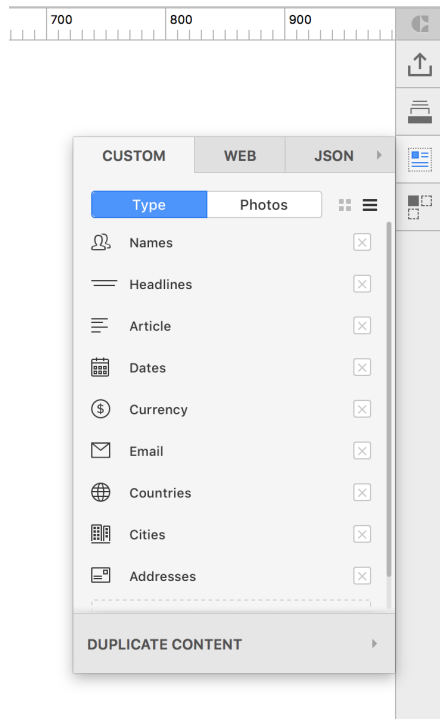 700 800 900
CUSTOM WEB JSON
Type Photos
Names
Headlines
Article
Dates
$ Currency
Email
Countries
Cities
Addresses
DUPLICATE CONTENT